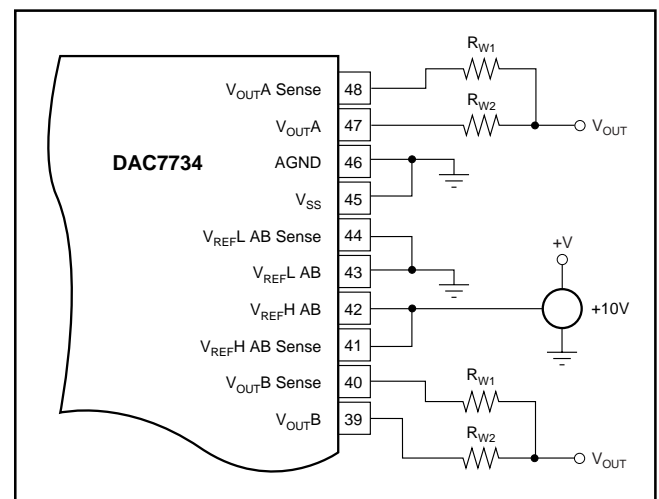 DAC7734
V_OUT A Sense 48
V_OUT A 47
AGND 46
V_SS 45
V_REF L AB Sense 44
V_REF L AB 43
V_REF H AB 42
V_REF H AB Sense 41
V_OUT B Sense 40
V_OUT B 39
R_W1
R_W2
V_OUT
+V
+10V
R_W1
R_W2
V_OUT